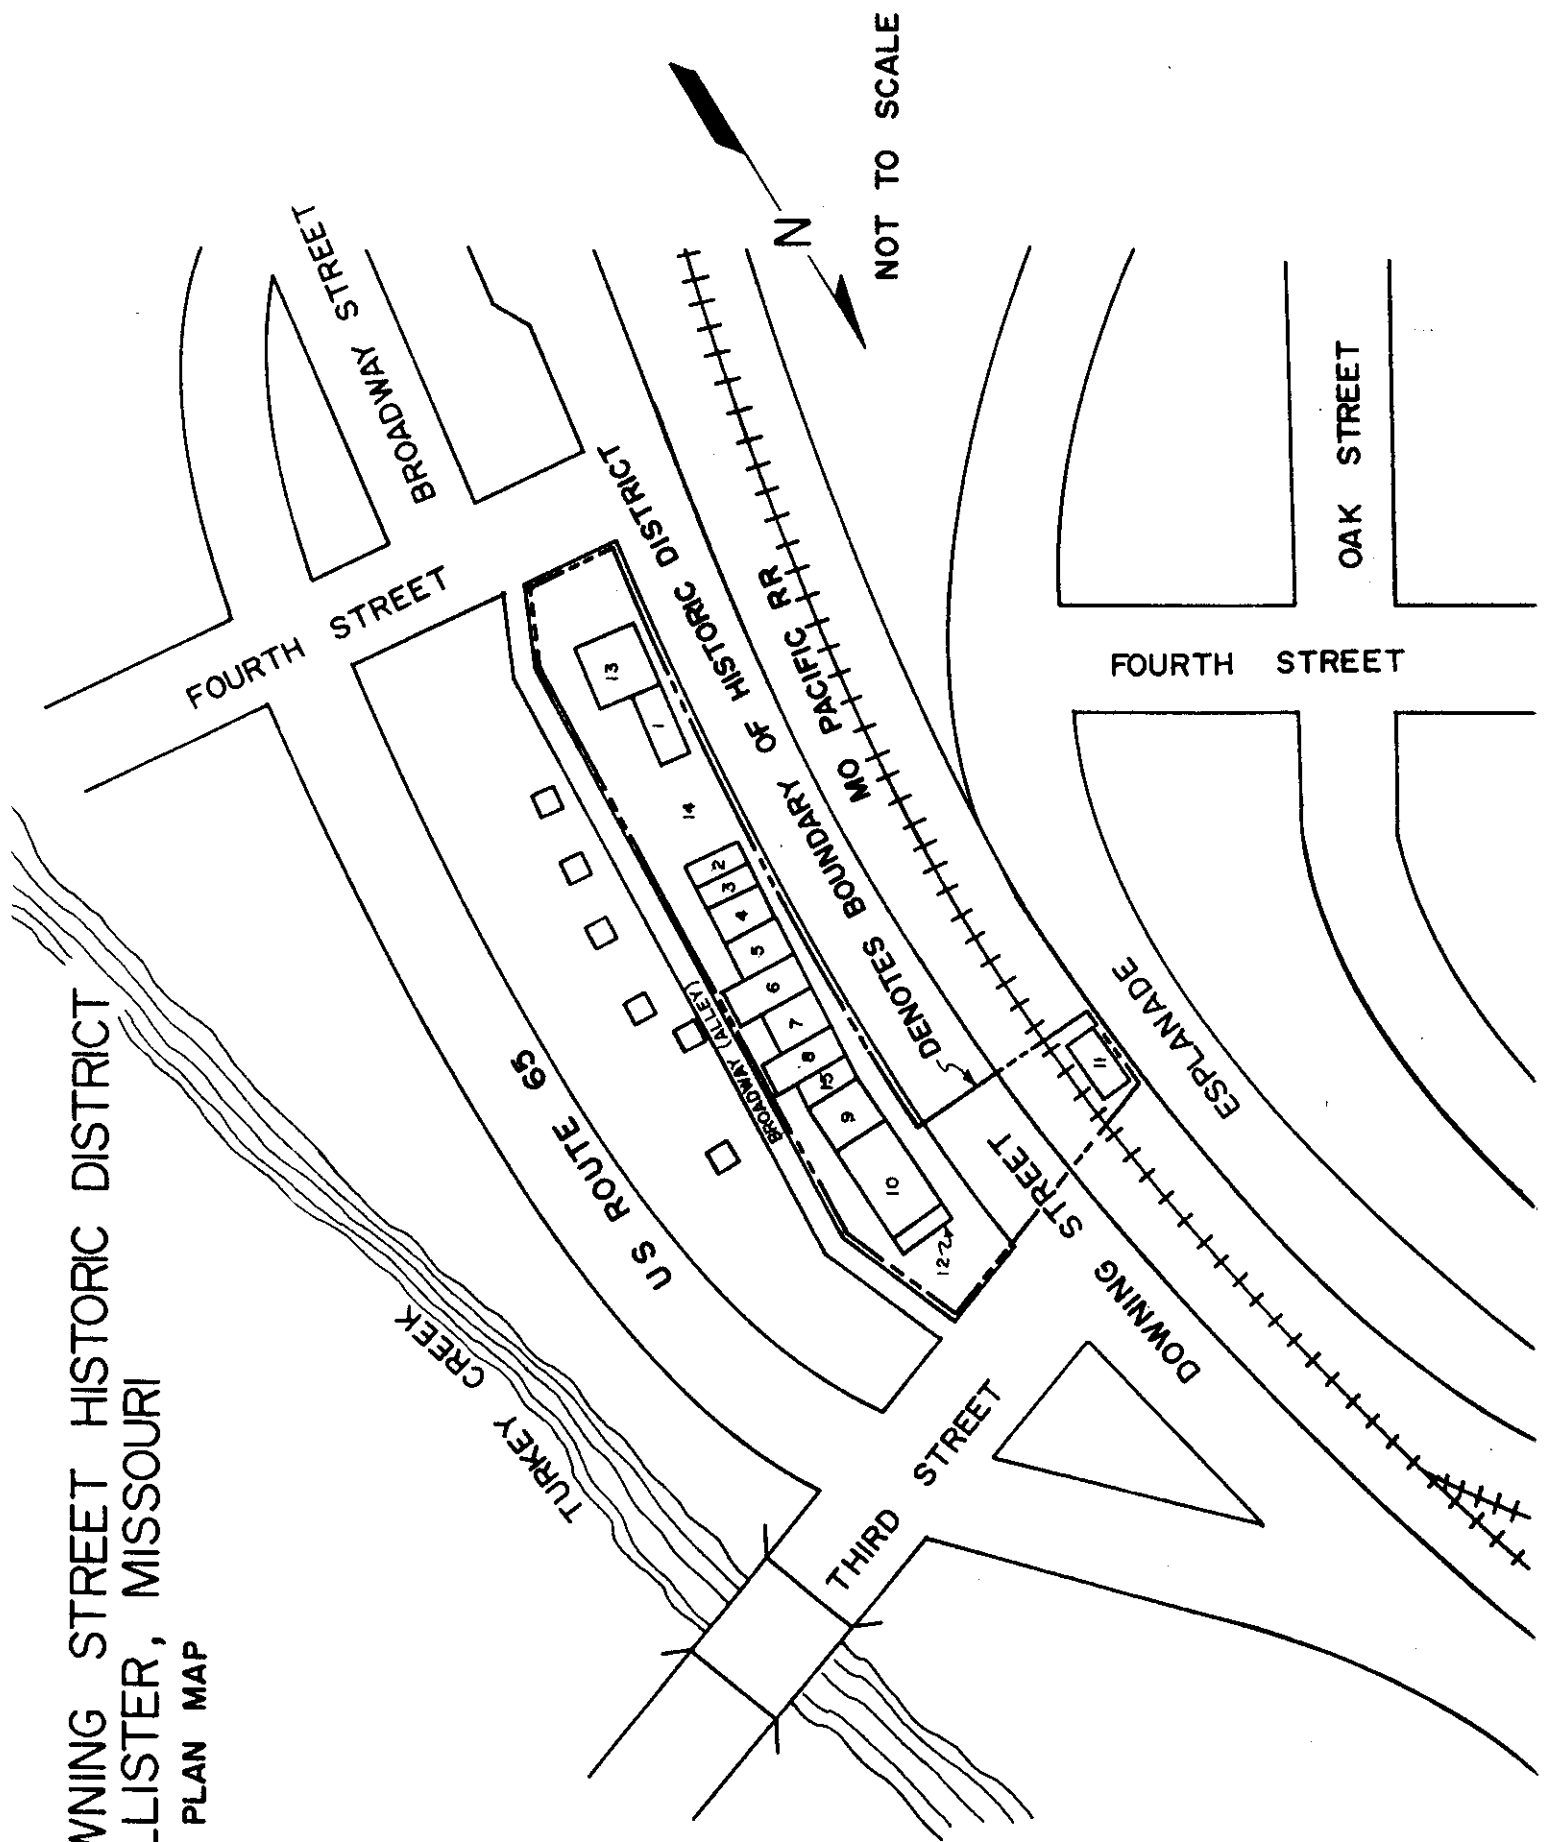 WNING STREET HISTORIC DISTRICT
LLISTER, MISSOURI
PLAN MAP
TURKEY CREEK
US ROUTE 65
FOURTH STREET
BROADWAY STREET
BROADWAY (ALLEY)
13
1
14
2
3
4
5
6
7
8
15
9
10
12
11
DENOTES BOUNDARY OF HISTORIC DISTRICT
MO PACIFIC RR
N
NOT TO SCALE
THIRD STREET
DOWNING STREET
ESPLANADE
FOURTH STREET
OAK STREET